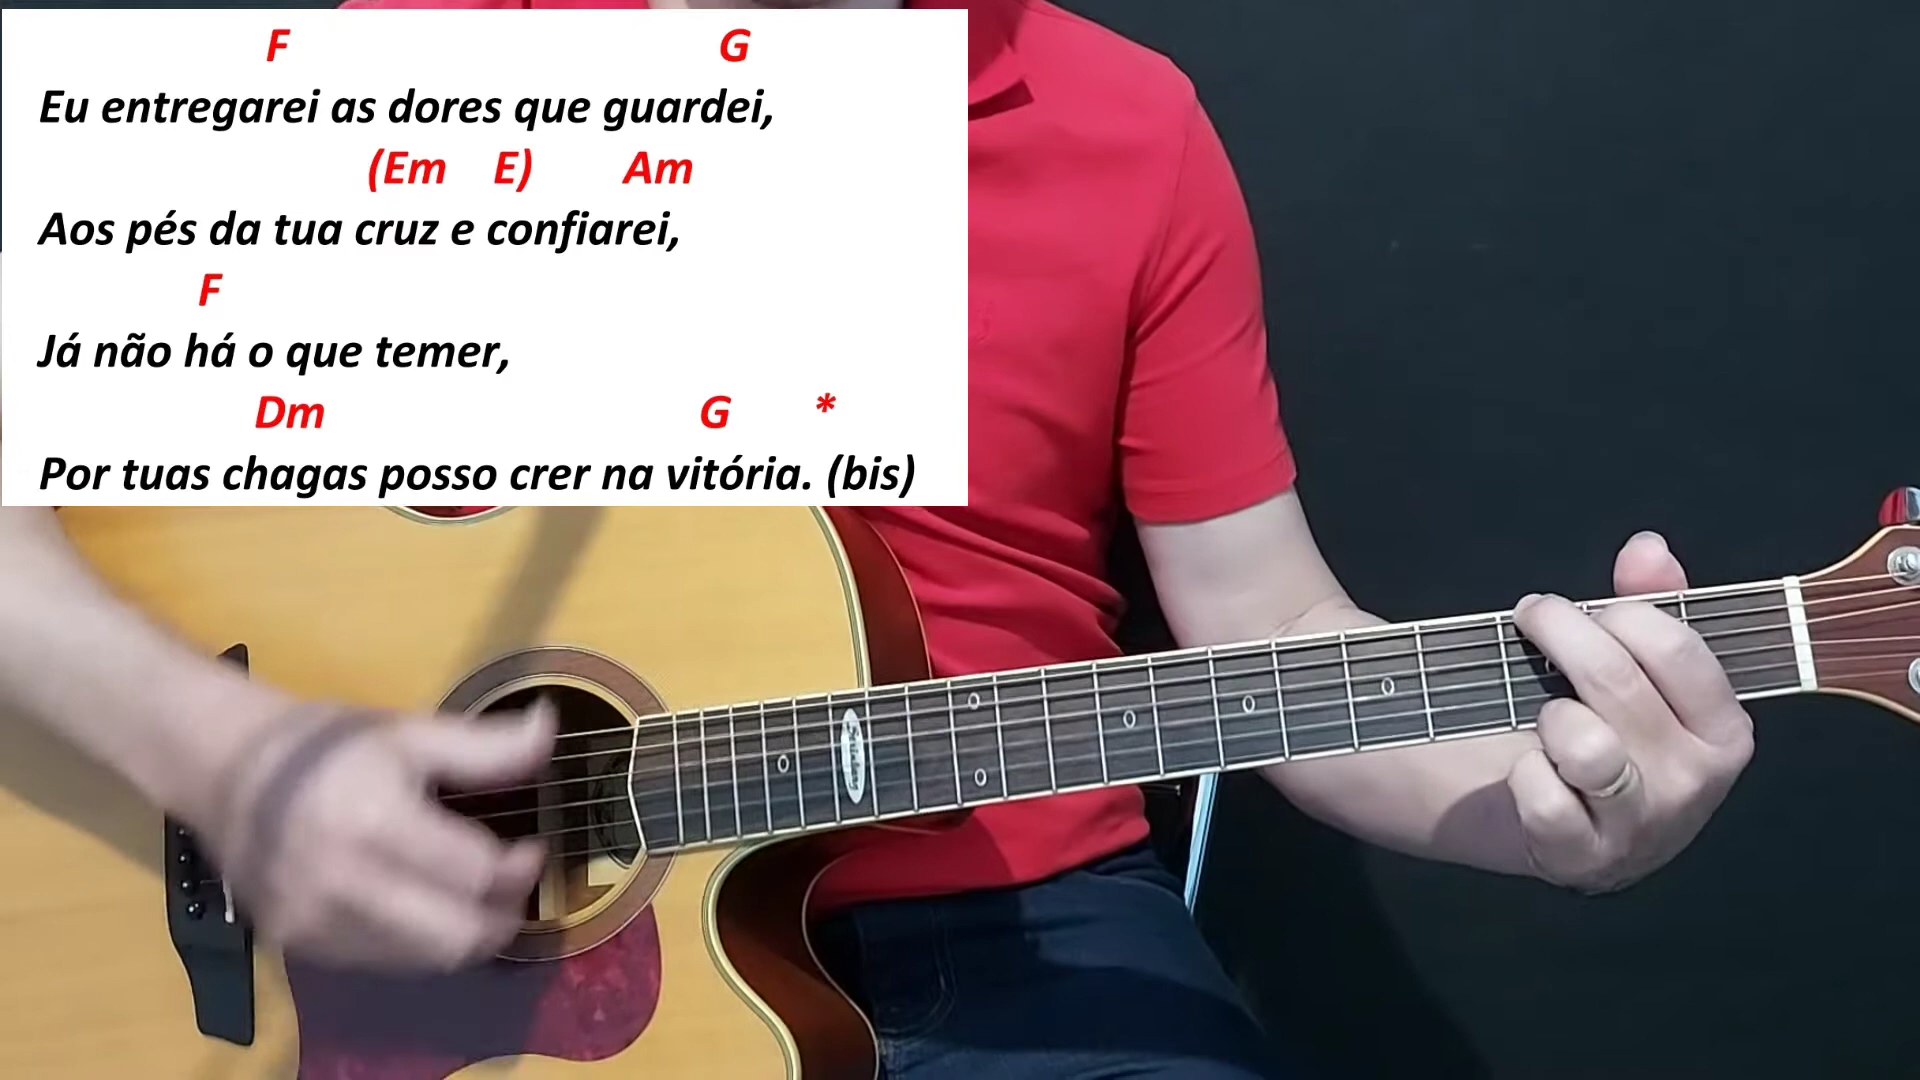 F G
Eu entregarei as dores que guardei,
(Em E) Am
Aos pés da tua cruz e confiarei,
F
Já não há o que temer,
Dm G *
Por tuas chagas posso crer na vitória. (bis)